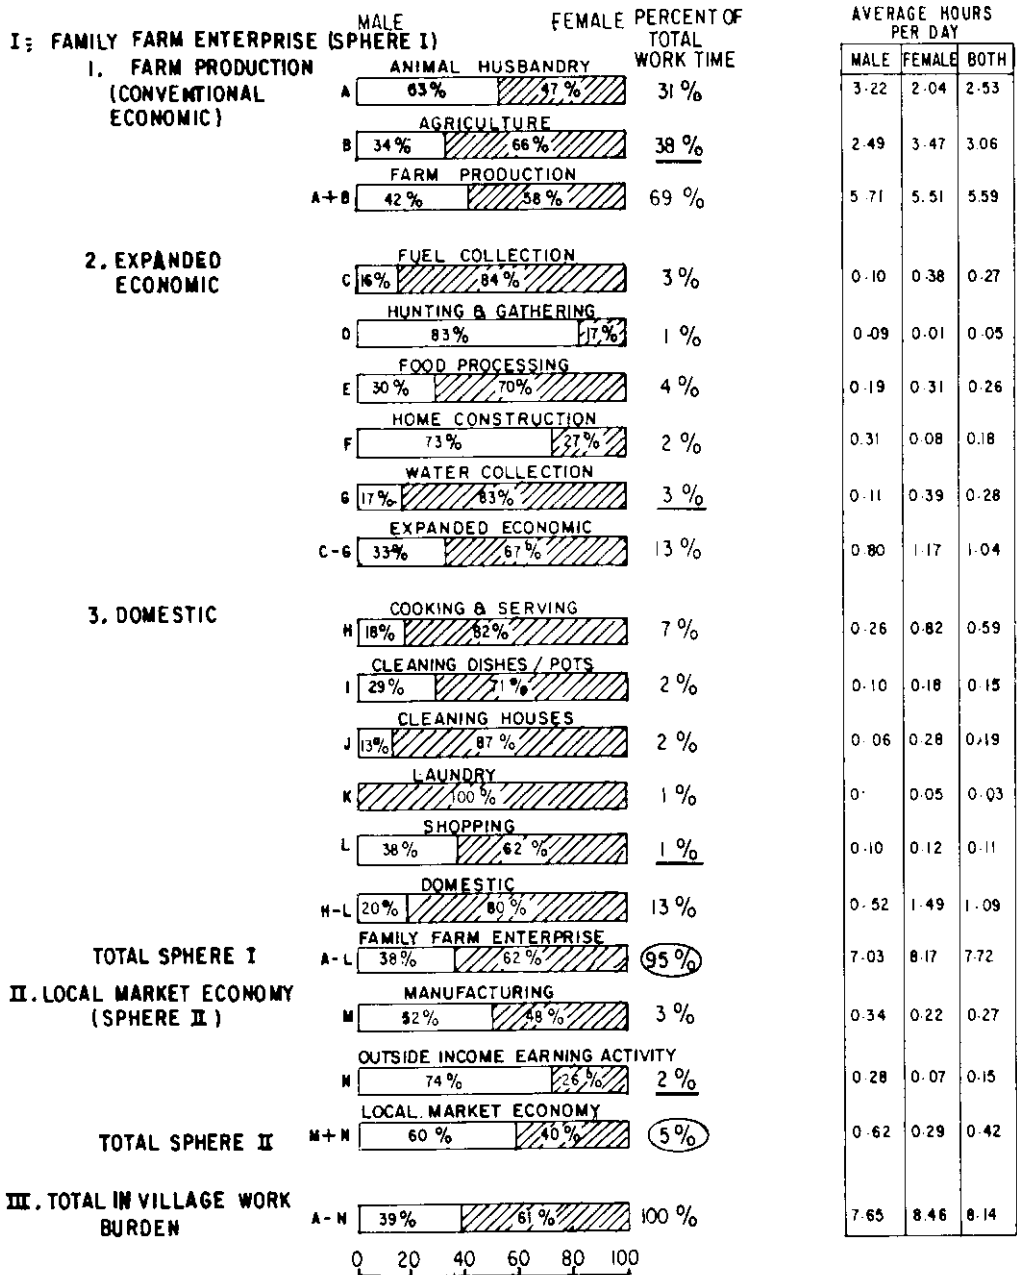 MALE FEMALE PERCENT OF TOTAL WORK TIME AVERAGE HOURS PER DAY
MALE FEMALE BOTH
I: FAMILY FARM ENTERPRISE (SPHERE I)
1. FARM PRODUCTION (CONVENTIONAL ECONOMIC)
ANIMAL HUSBANDRY
A 63% 47% 31% 3.22 2.04 2.53
AGRICULTURE
B 34% 66% 38% 2.49 3.47 3.06
FARM PRODUCTION
A+B 42% 58% 69% 5.71 5.51 5.59
2. EXPANDED ECONOMIC
FUEL COLLECTION
C 16% 84% 3% 0.10 0.38 0.27
HUNTING & GATHERING
D 83% 17% 1% 0.09 0.01 0.05
FOOD PROCESSING
E 30% 70% 4% 0.19 0.31 0.26
HOME CONSTRUCTION
F 73% 27% 2% 0.31 0.08 0.18
WATER COLLECTION
G 17% 83% 3% 0.11 0.39 0.28
EXPANDED ECONOMIC
C-G 33% 67% 13% 0.80 1.17 1.04
3. DOMESTIC
COOKING & SERVING
H 18% 82% 7% 0.26 0.82 0.59
CLEANING DISHES / POTS
I 29% 71% 2% 0.10 0.18 0.15
CLEANING HOUSES
J 13% 87% 2% 0.06 0.28 0.19
LAUNDRY
K 100% 1% 0. 0.05 0.03
SHOPPING
L 38% 62% 1% 0.10 0.12 0.11
DOMESTIC
H-L 20% 80% 13% 0.52 1.49 1.09
FAMILY FARM ENTERPRISE
TOTAL SPHERE I A-L 38% 62% 95% 7.03 8.17 7.72
II. LOCAL MARKET ECONOMY (SPHERE II)
MANUFACTURING
M 52% 48% 3% 0.34 0.22 0.27
OUTSIDE INCOME EARNING ACTIVITY
N 74% 26% 2% 0.28 0.07 0.15
LOCAL MARKET ECONOMY
TOTAL SPHERE II M+N 60% 40% 5% 0.62 0.29 0.42
III. TOTAL IN VILLAGE WORK BURDEN
A-N 39% 61% 100% 7.65 8.46 8.14
0 20 40 60 80 100